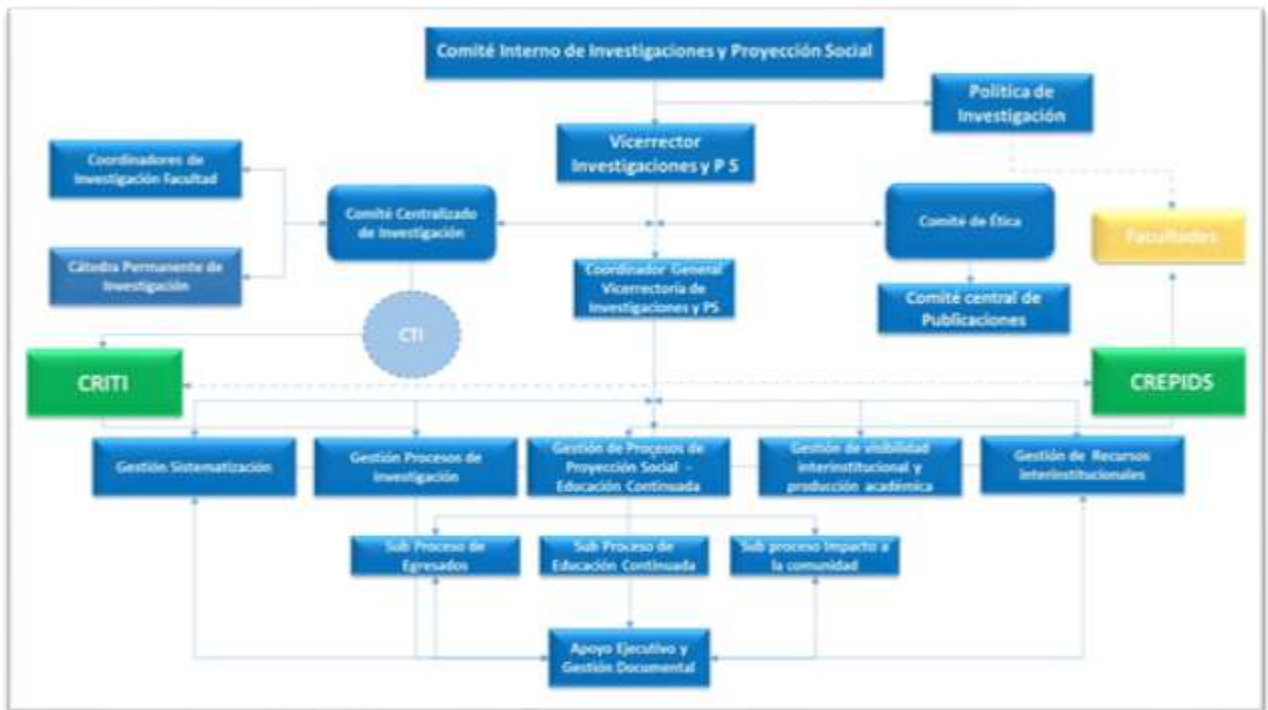 Comité Interno de Investigaciones y Proyección Social
Política de
Investigación
Vicerrector
Investigaciones y P S
Coordinadores de
Investigación Facultad
Comité Centralizado
de Investigación
Comité de Ética
Facultades
Cátedra Permanente de
Investigación
Coordinador General
Vicerrectoría de
Investigaciones y PS
Comité central de
Publicaciones
CTI
CRITI
CREPIDS
Gestión Sistematización
Gestión Procesos de
investigación
Gestión de Procesos de
Proyección Social -
Educación Continuada
Gestión de visibilidad
interinstitucional y
producción académica
Gestión de Recursos
interinstitucionales
Sub Proceso de
Egresados
Sub Proceso de
Educación Continuada
Sub proceso Impacto a
la comunidad
Apoyo Ejecutivo y
Gestión Documental